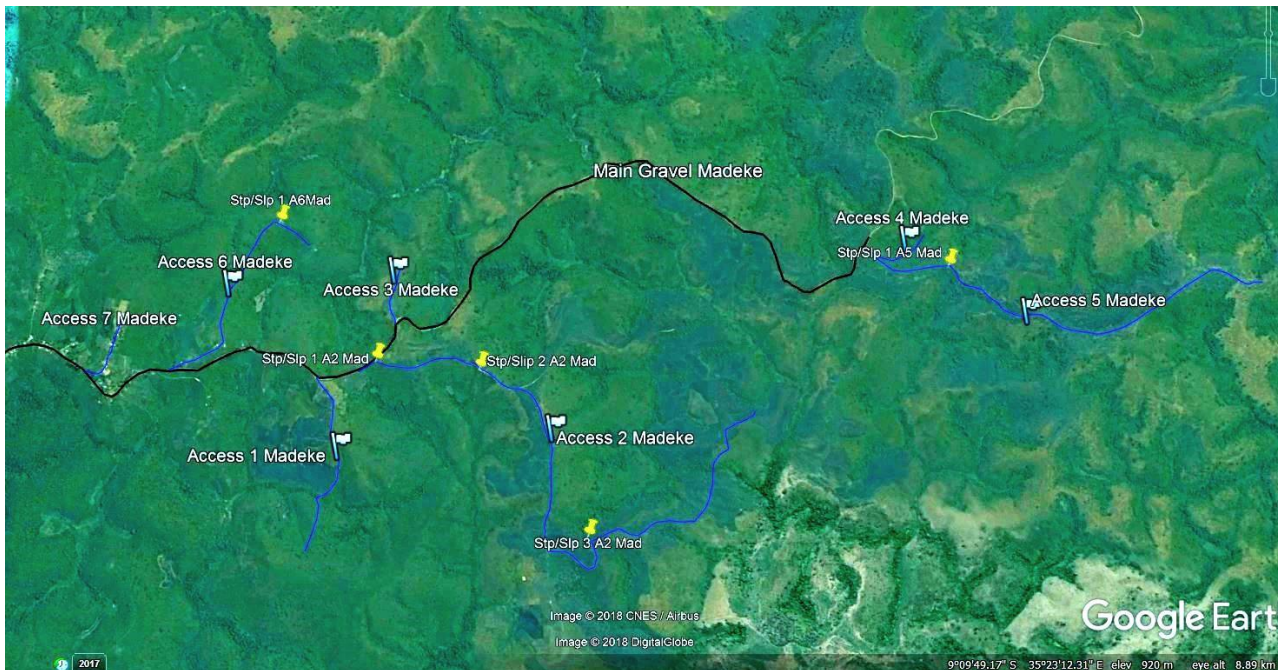 Main Gravel Madeke
Stp/Slp 1 A6Mad
Access 4 Madeke
Stp/Slp 1 A5 Mad
Access 6 Madeke
Access 3 Madeke
Access 5 Madeke
Access 7 Madeke
Stp/Slp 1 A2 Mad
Stp/Slip 2 A2 Mad
Access 2 Madeke
Access 1 Madeke
Stp/Slp 3 A2 Mad
Image © 2018 CNES / Airbus
Image © 2018 DigitalGlobe
Google Eart
2017
9°09'49.17" S 35°23'12.31" E elev 920 m eye alt 8.89 km